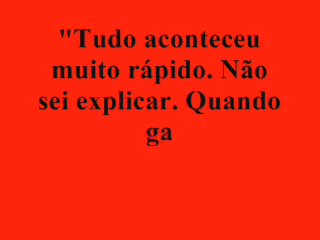 "Tudo aconteceu
muito rápido. Não
sei explicar. Quando
ga